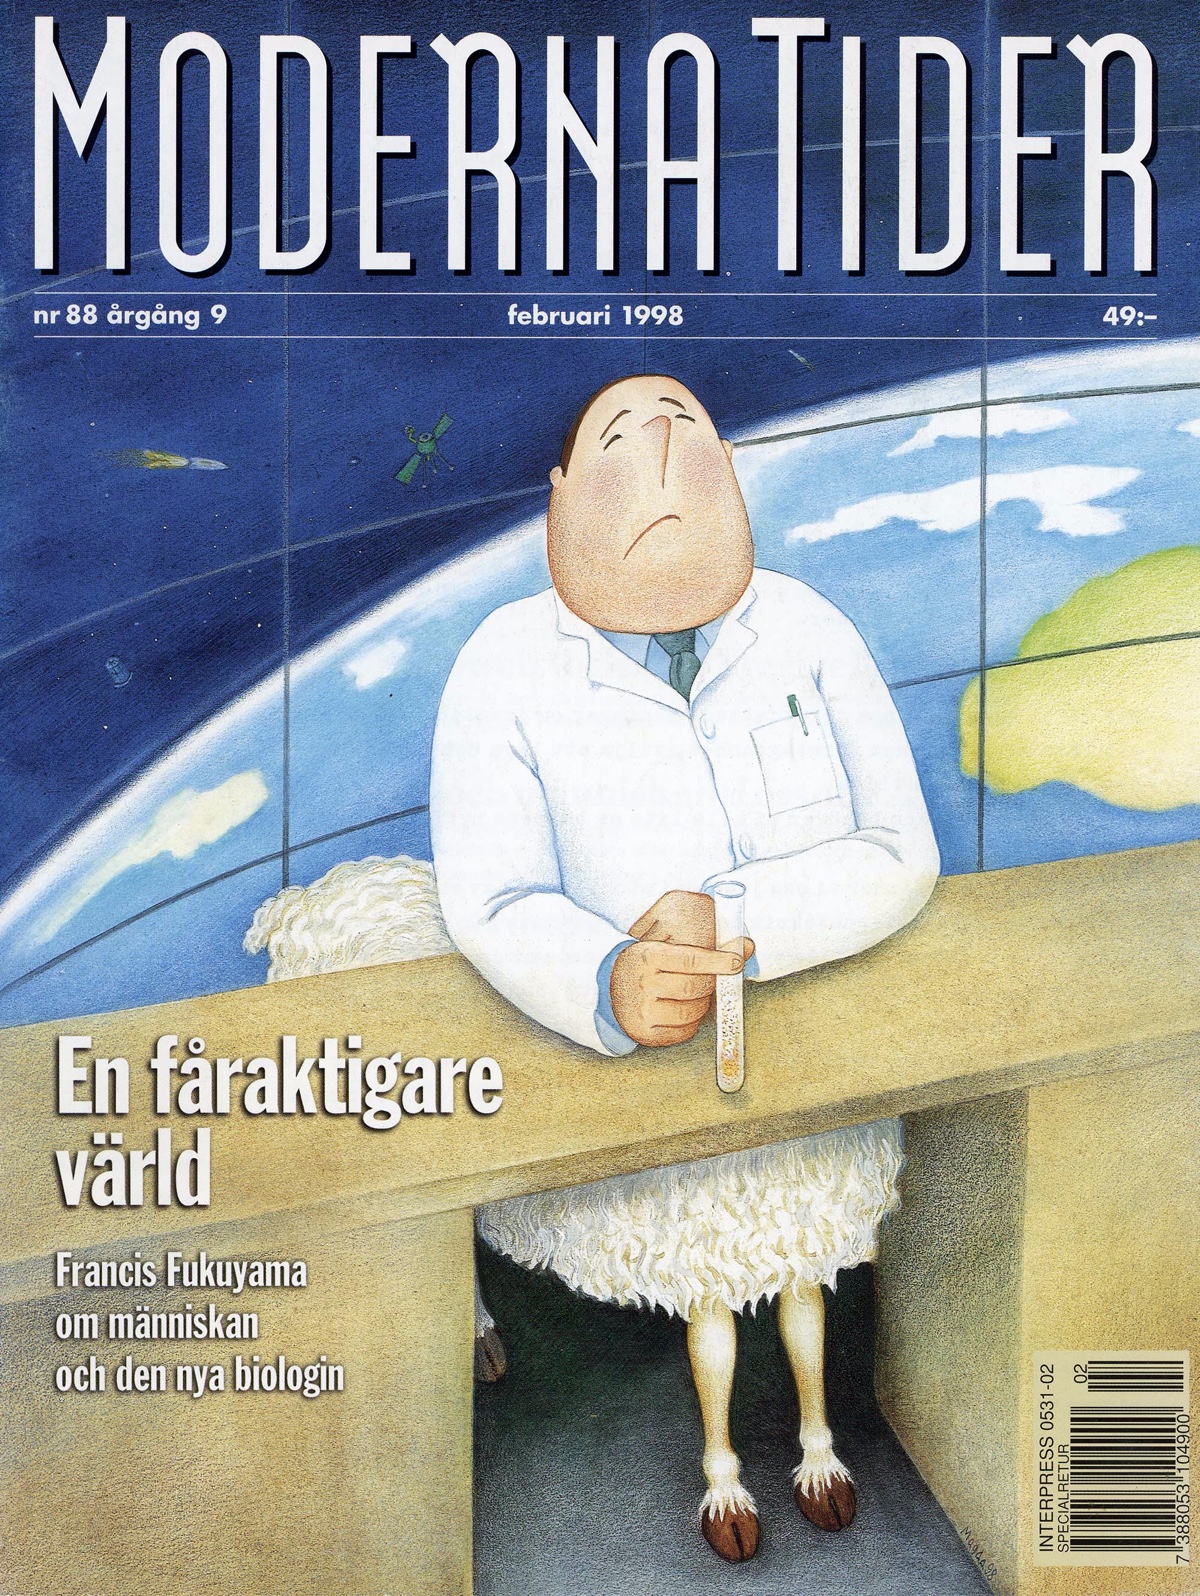 MODERNA TIDER
nr 88 årgång 9 februari 1998 49:–
En fåraktigare
värld
Francis Fukuyama
om människan
och den nya biologin
INTERPRESS 0531-02
SPECIALRETUR
02
7 388053 104900